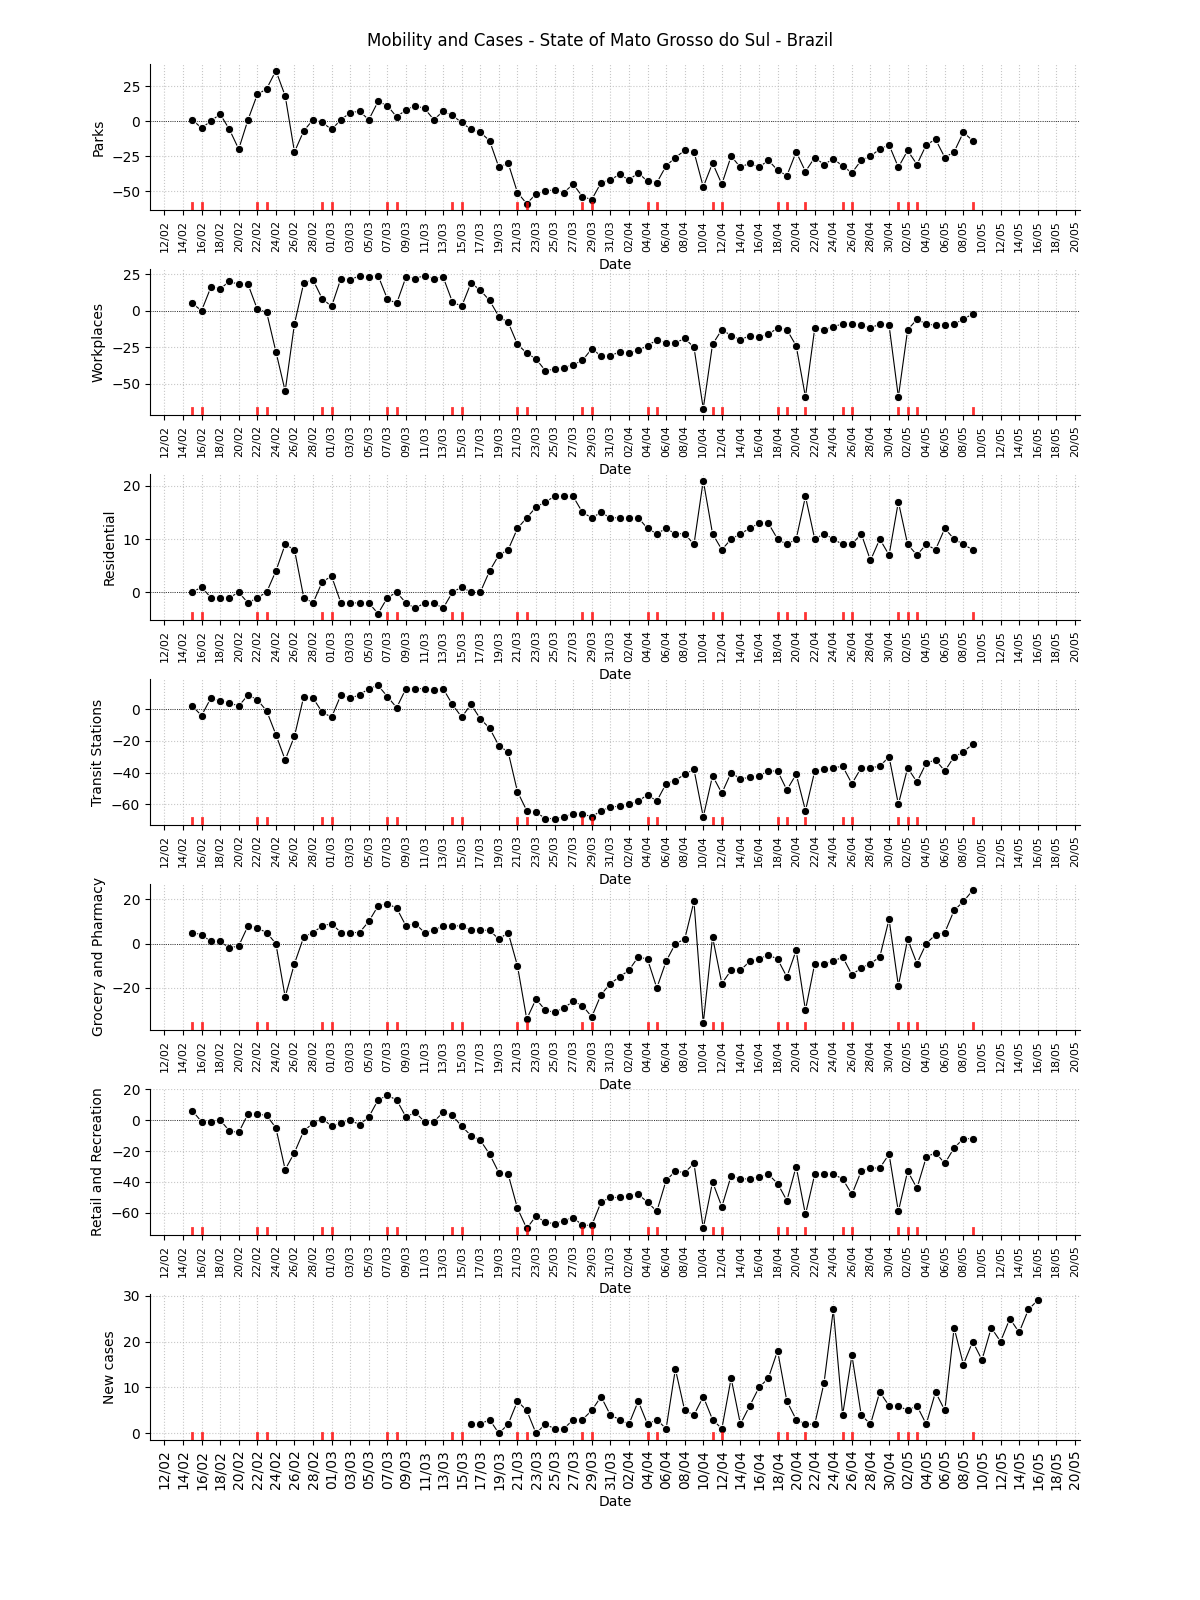 Mobility and Cases - State of Mato Grosso do Sul - Brazil
Parks
25
0
−25
−50
12/02 14/02 16/02 18/02 20/02 22/02 24/02 26/02 28/02 01/03 03/03 05/03 07/03 09/03 11/03 13/03 15/03 17/03 19/03 21/03 23/03 25/03 27/03 29/03 31/03 02/04 04/04 06/04 08/04 10/04 12/04 14/04 16/04 18/04 20/04 22/04 24/04 26/04 28/04 30/04 02/05 04/05 06/05 08/05 10/05 12/05 14/05 16/05 18/05 20/05
Date
Workplaces
25
0
−25
−50
12/02 14/02 16/02 18/02 20/02 22/02 24/02 26/02 28/02 01/03 03/03 05/03 07/03 09/03 11/03 13/03 15/03 17/03 19/03 21/03 23/03 25/03 27/03 29/03 31/03 02/04 04/04 06/04 08/04 10/04 12/04 14/04 16/04 18/04 20/04 22/04 24/04 26/04 28/04 30/04 02/05 04/05 06/05 08/05 10/05 12/05 14/05 16/05 18/05 20/05
Date
Residential
20
10
0
12/02 14/02 16/02 18/02 20/02 22/02 24/02 26/02 28/02 01/03 03/03 05/03 07/03 09/03 11/03 13/03 15/03 17/03 19/03 21/03 23/03 25/03 27/03 29/03 31/03 02/04 04/04 06/04 08/04 10/04 12/04 14/04 16/04 18/04 20/04 22/04 24/04 26/04 28/04 30/04 02/05 04/05 06/05 08/05 10/05 12/05 14/05 16/05 18/05 20/05
Date
Transit Stations
0
−20
−40
−60
12/02 14/02 16/02 18/02 20/02 22/02 24/02 26/02 28/02 01/03 03/03 05/03 07/03 09/03 11/03 13/03 15/03 17/03 19/03 21/03 23/03 25/03 27/03 29/03 31/03 02/04 04/04 06/04 08/04 10/04 12/04 14/04 16/04 18/04 20/04 22/04 24/04 26/04 28/04 30/04 02/05 04/05 06/05 08/05 10/05 12/05 14/05 16/05 18/05 20/05
Date
Grocery and Pharmacy
20
0
−20
12/02 14/02 16/02 18/02 20/02 22/02 24/02 26/02 28/02 01/03 03/03 05/03 07/03 09/03 11/03 13/03 15/03 17/03 19/03 21/03 23/03 25/03 27/03 29/03 31/03 02/04 04/04 06/04 08/04 10/04 12/04 14/04 16/04 18/04 20/04 22/04 24/04 26/04 28/04 30/04 02/05 04/05 06/05 08/05 10/05 12/05 14/05 16/05 18/05 20/05
Date
Retail and Recreation
20
0
−20
−40
−60
12/02 14/02 16/02 18/02 20/02 22/02 24/02 26/02 28/02 01/03 03/03 05/03 07/03 09/03 11/03 13/03 15/03 17/03 19/03 21/03 23/03 25/03 27/03 29/03 31/03 02/04 04/04 06/04 08/04 10/04 12/04 14/04 16/04 18/04 20/04 22/04 24/04 26/04 28/04 30/04 02/05 04/05 06/05 08/05 10/05 12/05 14/05 16/05 18/05 20/05
Date
New cases
30
20
10
0
12/02 14/02 16/02 18/02 20/02 22/02 24/02 26/02 28/02 01/03 03/03 05/03 07/03 09/03 11/03 13/03 15/03 17/03 19/03 21/03 23/03 25/03 27/03 29/03 31/03 02/04 04/04 06/04 08/04 10/04 12/04 14/04 16/04 18/04 20/04 22/04 24/04 26/04 28/04 30/04 02/05 04/05 06/05 08/05 10/05 12/05 14/05 16/05 18/05 20/05
Date